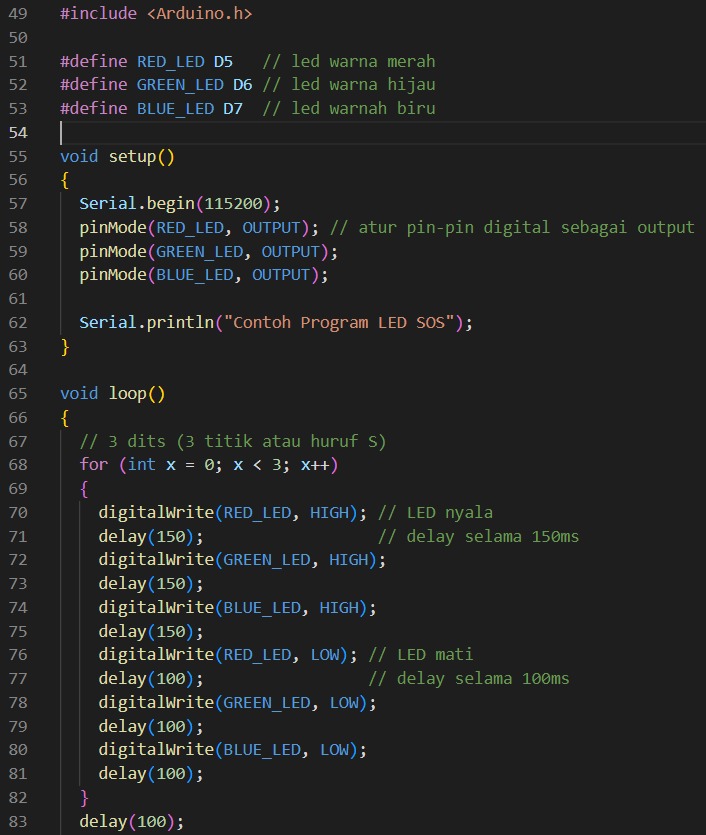 49 #include <Arduino.h>
50
51 #define RED_LED D5   // led warna merah
52 #define GREEN_LED D6 // led warna hijau
53 #define BLUE_LED D7  // led warnah biru
54
55 void setup()
56 {
57   Serial.begin(115200);
58   pinMode(RED_LED, OUTPUT); // atur pin-pin digital sebagai output
59   pinMode(GREEN_LED, OUTPUT);
60   pinMode(BLUE_LED, OUTPUT);
61
62   Serial.println("Contoh Program LED SOS");
63 }
64
65 void loop()
66 {
67   // 3 dits (3 titik atau huruf S)
68   for (int x = 0; x < 3; x++)
69   {
70     digitalWrite(RED_LED, HIGH); // LED nyala
71     delay(150);                  // delay selama 150ms
72     digitalWrite(GREEN_LED, HIGH);
73     delay(150);
74     digitalWrite(BLUE_LED, HIGH);
75     delay(150);
76     digitalWrite(RED_LED, LOW); // LED mati
77     delay(100);                 // delay selama 100ms
78     digitalWrite(GREEN_LED, LOW);
79     delay(100);
80     digitalWrite(BLUE_LED, LOW);
81     delay(100);
82   }
83   delay(100);